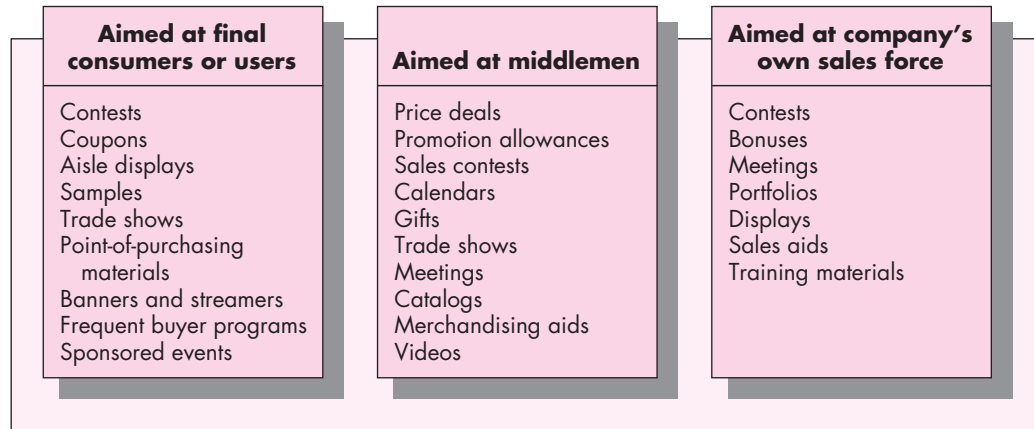 Aimed at final
consumers or users
Contests
Coupons
Aisle displays
Samples
Trade shows
Point-of-purchasing
materials
Banners and streamers
Frequent buyer programs
Sponsored events
Aimed at middlemen
Price deals
Promotion allowances
Sales contests
Calendars
Gifts
Trade shows
Meetings
Catalogs
Merchandising aids
Videos
Aimed at company’s
own sales force
Contests
Bonuses
Meetings
Portfolios
Displays
Sales aids
Training materials